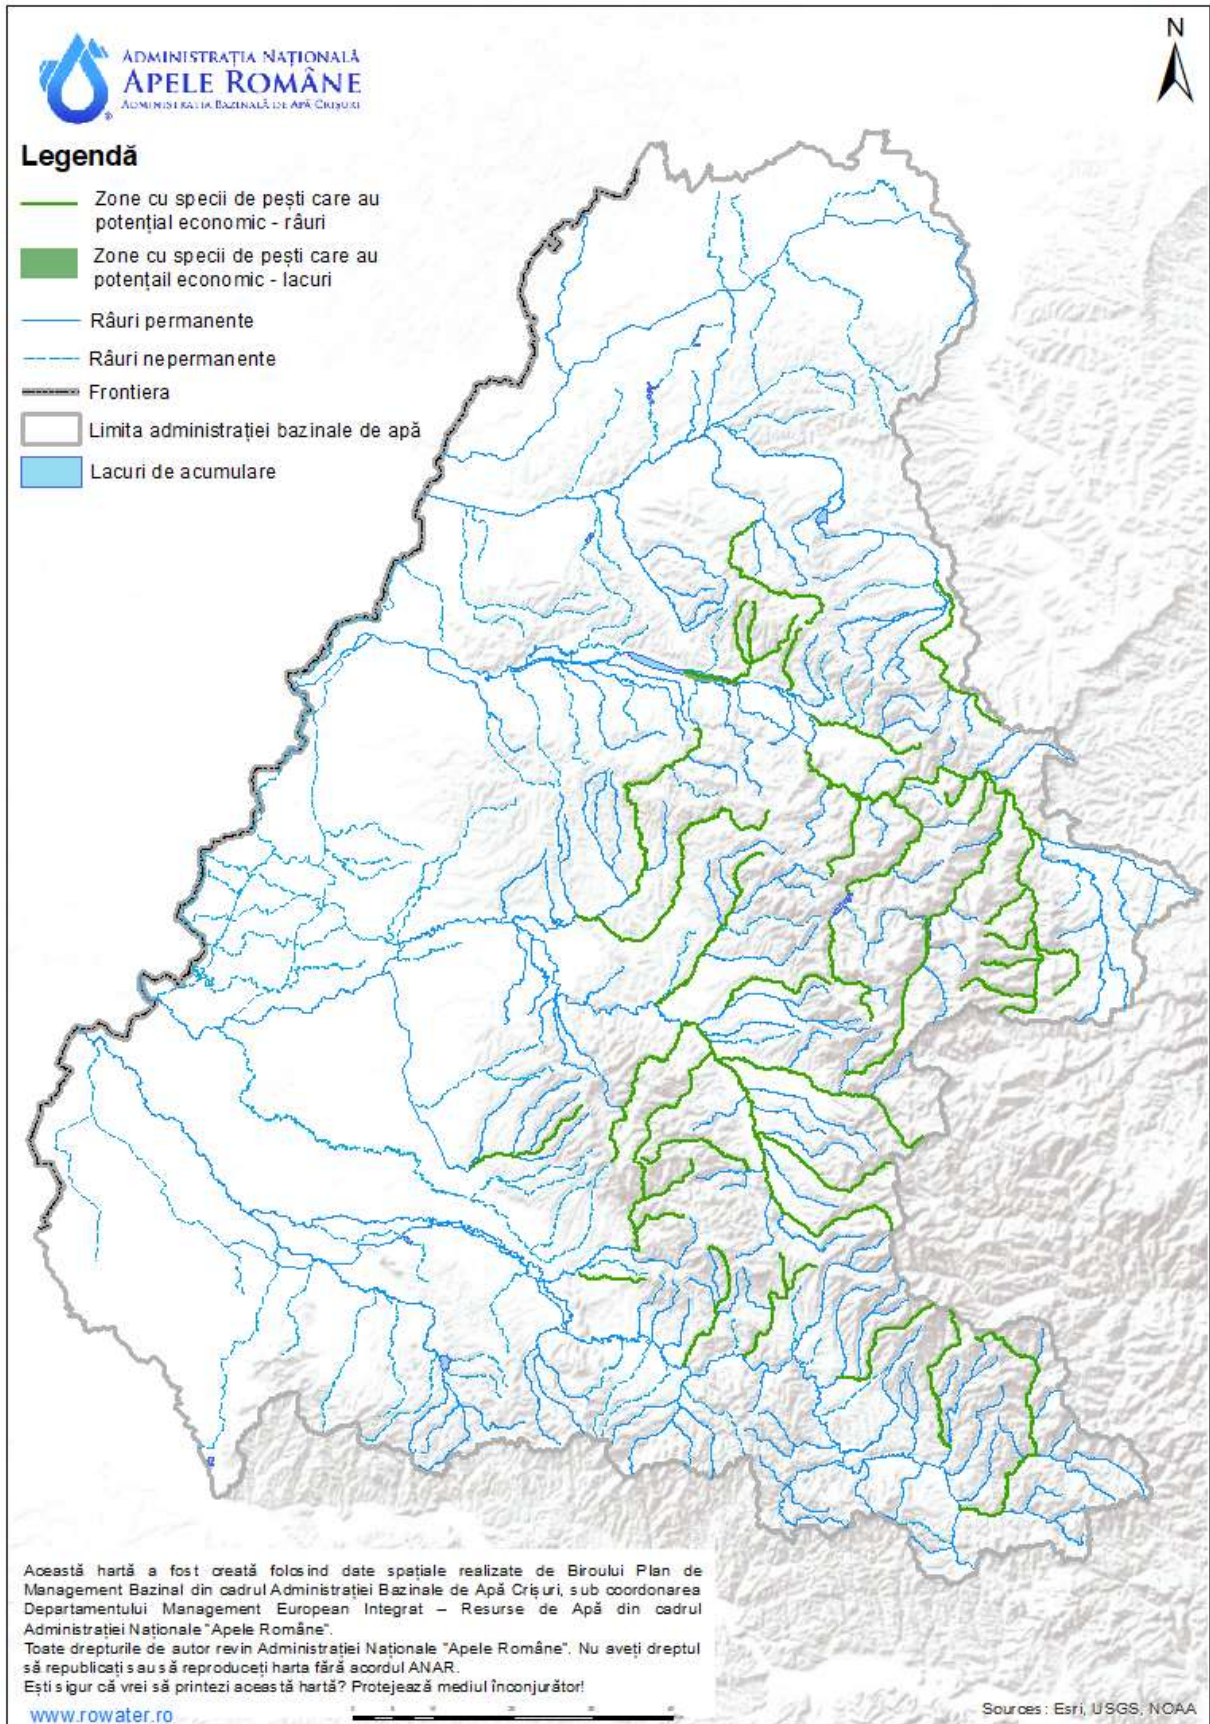 ADMINISTRAȚIA NAȚIONALĂ
APELE ROMÂNE
ADMINISTRAȚIA BAZINALĂ DE APĂ CRIȘURI
®
N
Legendă
Zone cu specii de pești care au
potențial economic - râuri
Zone cu specii de pești care au
potențail economic - lacuri
Râuri permanente
Râuri nepermanente
Frontiera
Limita administrației bazinale de apă
Lacuri de acumulare
Această hartă a fost creată folosind date spațiale realizate de Biroului Plan de
Management Bazinal din cadrul Administrației Bazinale de Apă Crișuri, sub coordonarea
Departamentului Management European Integrat – Resurse de Apă din cadrul
Administrației Naționale "Apele Române".
Toate drepturile de autor revin Administrației Naționale "Apele Române". Nu aveți dreptul
să republicați sau să reproduceți harta fără acordul ANAR.
Ești sigur că vrei să printezi această hartă? Protejează mediul înconjurător!
www.rowater.ro
Sources: Esri, USGS, NOAA